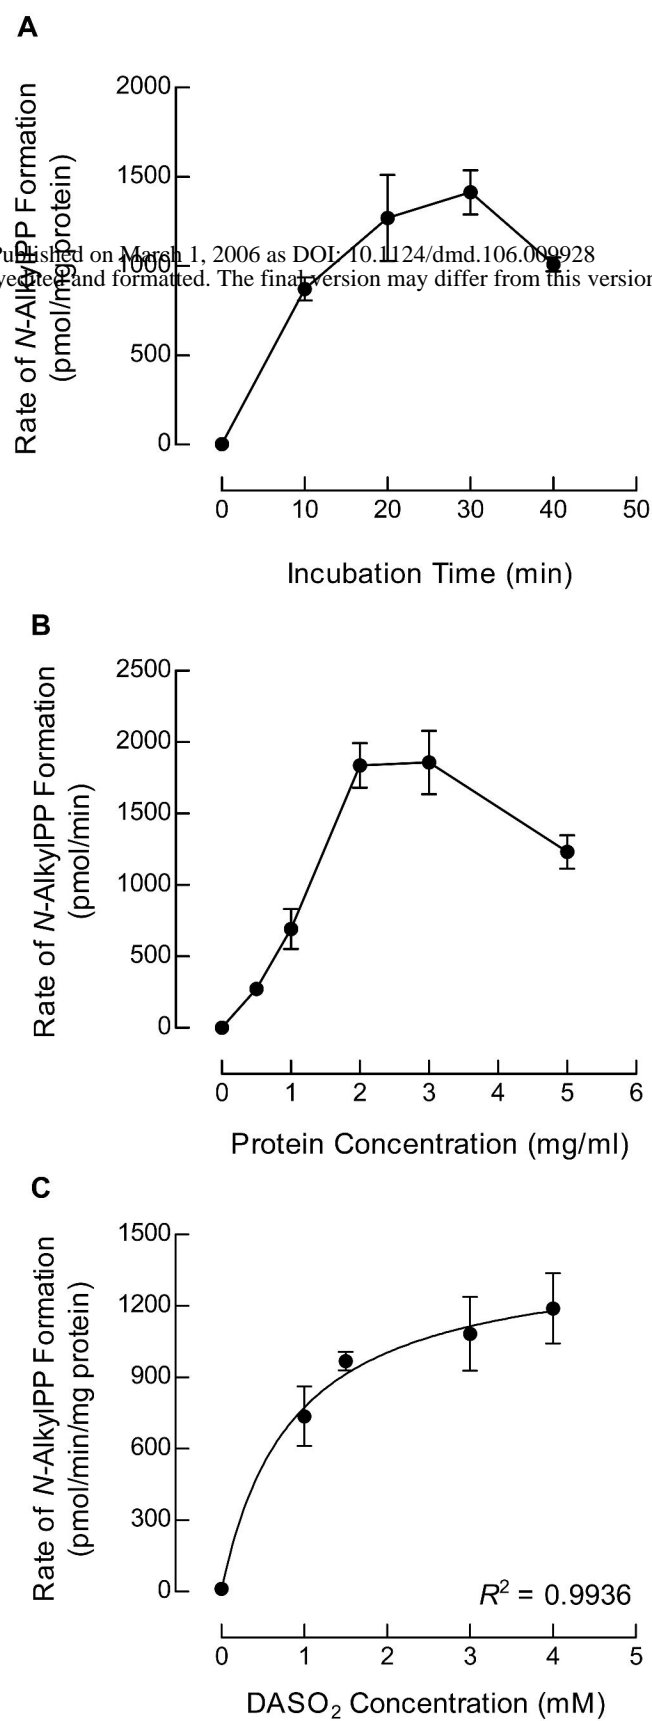 A
Rate of N-AlkylPP Formation
(pmol/mg protein)
2000
1500
1000
500
0
Published on March 1, 2006 as DOI: 10.1124/dmd.106.009928
yedited and formatted. The final version may differ from this version
0 10 20 30 40 50
Incubation Time (min)
B
Rate of N-AlkylPP Formation
(pmol/min)
2500
2000
1500
1000
500
0
0 1 2 3 4 5 6
Protein Concentration (mg/ml)
C
Rate of N-AlkylPP Formation
(pmol/min/mg protein)
1500
1200
900
600
300
0
R² = 0.9936
0 1 2 3 4 5
DASO₂ Concentration (mM)